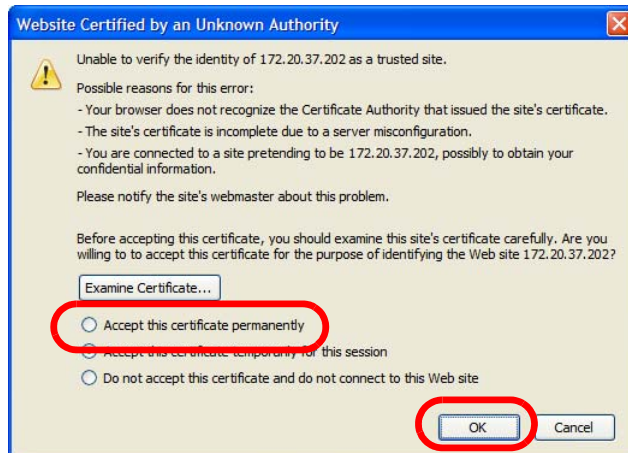 Website Certified by an Unknown Authority
Unable to verify the identity of 172.20.37.202 as a trusted site.
Possible reasons for this error:
- Your browser does not recognize the Certificate Authority that issued the site's certificate.
- The site's certificate is incomplete due to a server misconfiguration.
- You are connected to a site pretending to be 172.20.37.202, possibly to obtain your
confidential information.
Please notify the site's webmaster about this problem.
Before accepting this certificate, you should examine this site's certificate carefully. Are you
willing to to accept this certificate for the purpose of identifying the Web site 172.20.37.202?
Examine Certificate...
Accept this certificate permanently
Accept this certificate temporarily for this session
Do not accept this certificate and do not connect to this Web site
OK Cancel